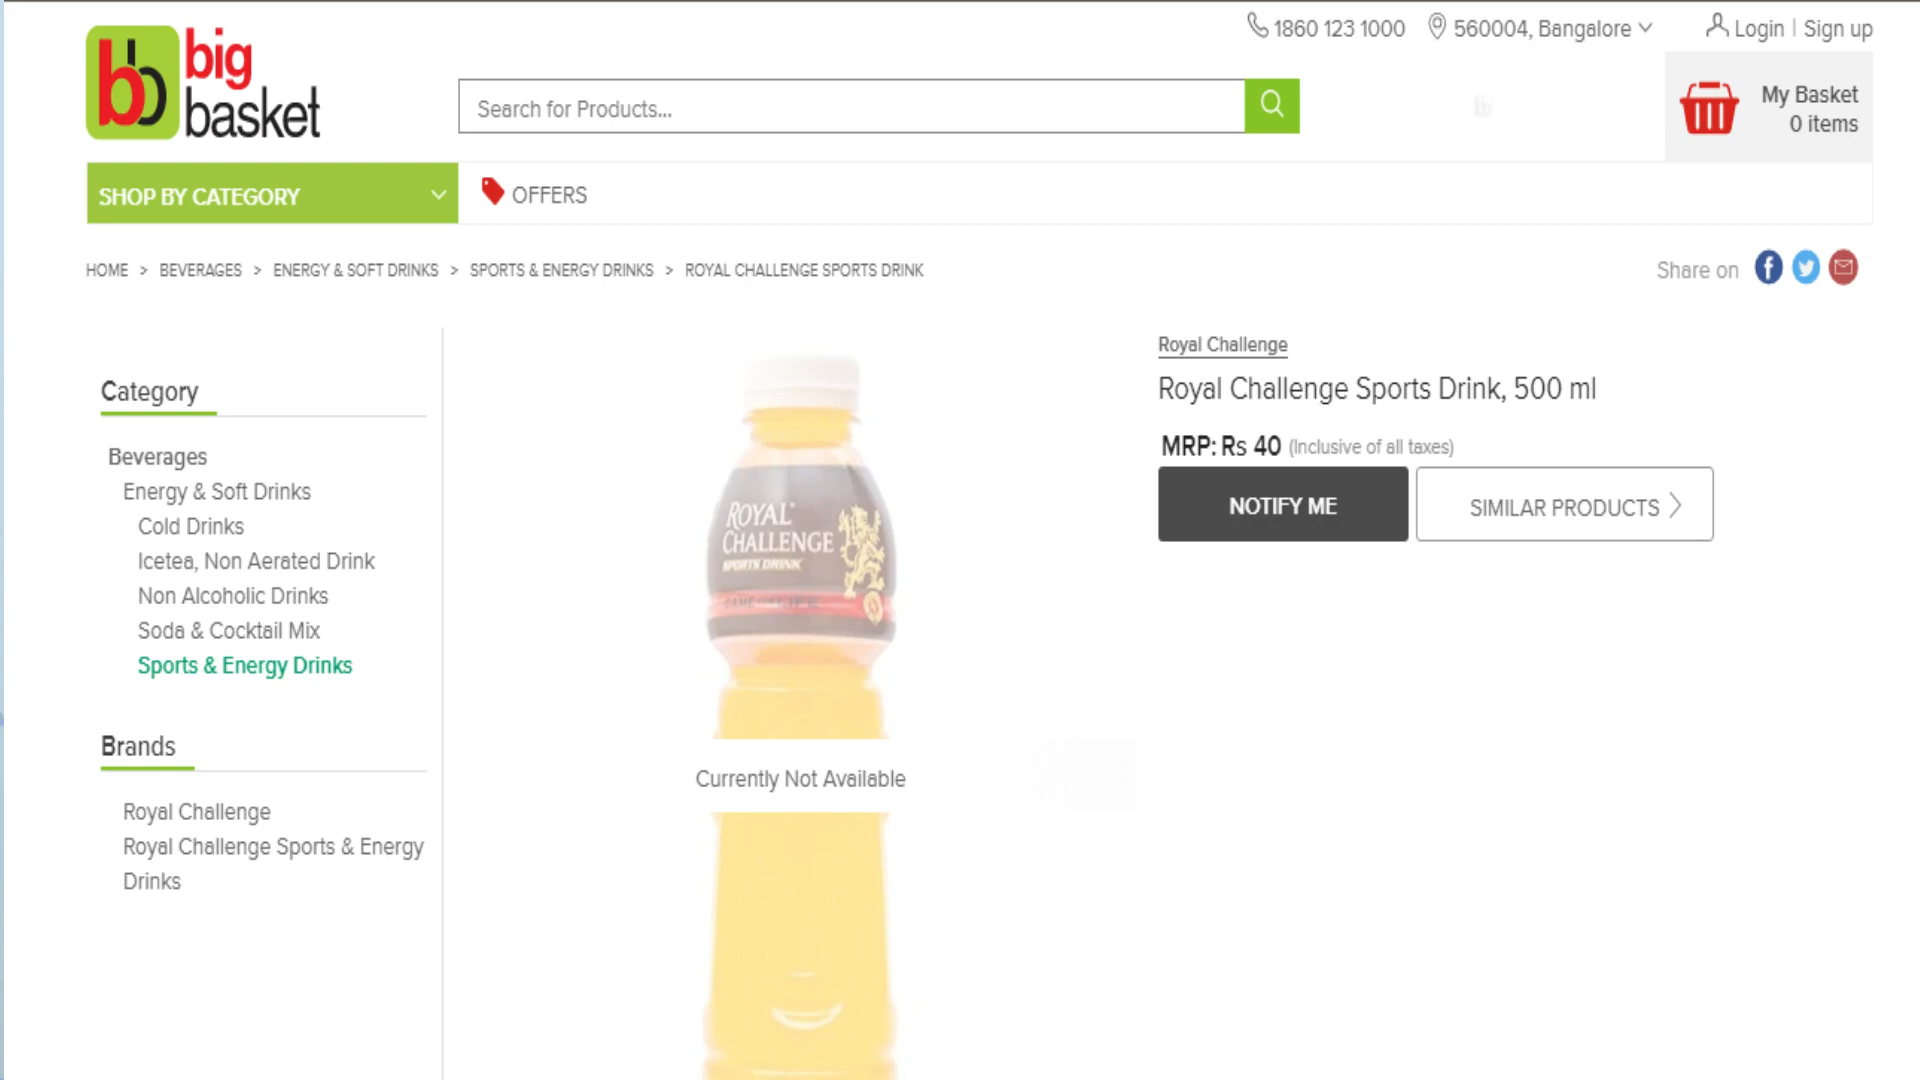 1860 123 1000
560004, Bangalore
Login | Sign up
bb
big
basket
Search for Products...
My Basket
0 items
SHOP BY CATEGORY
OFFERS
HOME > BEVERAGES > ENERGY & SOFT DRINKS > SPORTS & ENERGY DRINKS > ROYAL CHALLENGE SPORTS DRINK
Share on
Category
Beverages
Energy & Soft Drinks
Cold Drinks
Icetea, Non Aerated Drink
Non Alcoholic Drinks
Soda & Cocktail Mix
Sports & Energy Drinks
Brands
Royal Challenge
Royal Challenge Sports & Energy
Drinks
ROYAL
CHALLENGE
SPORTS DRINK
Currently Not Available
Royal Challenge
Royal Challenge Sports Drink, 500 ml
MRP: Rs 40 (Inclusive of all taxes)
NOTIFY ME
SIMILAR PRODUCTS